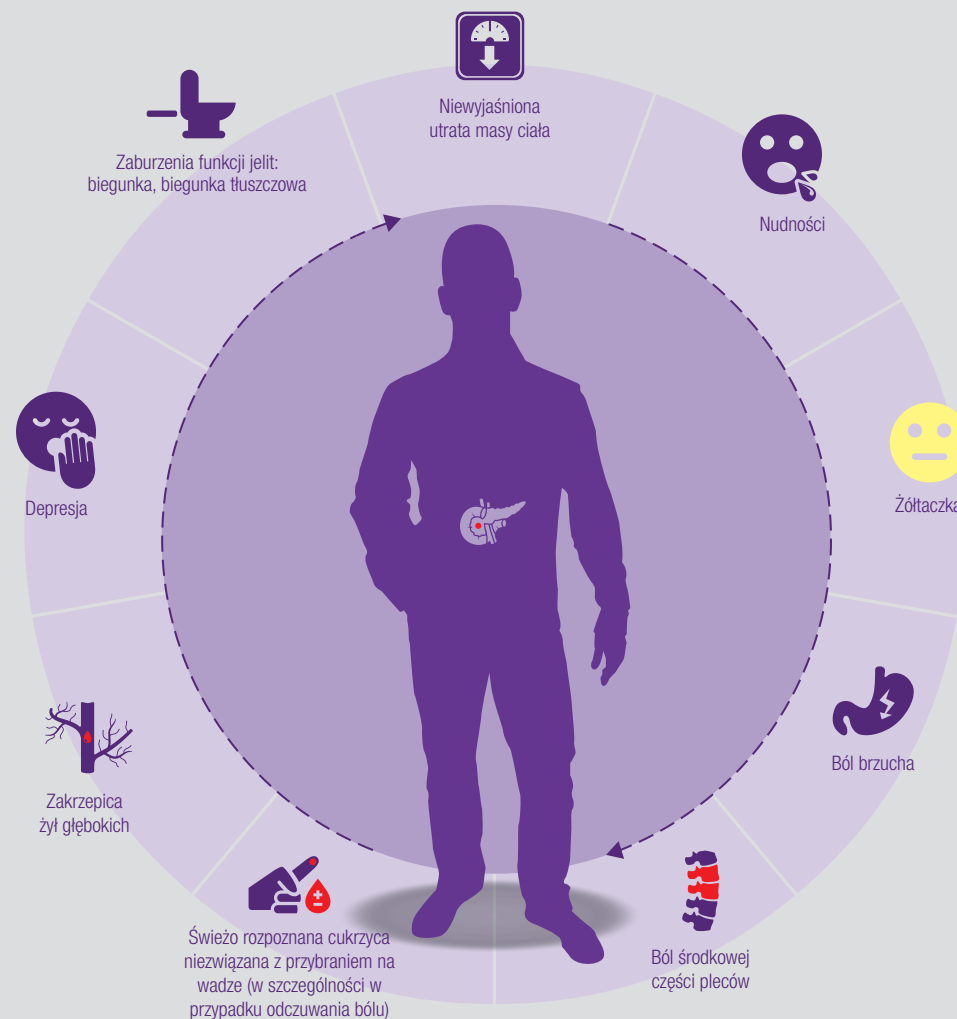 Niewyjaśniona
utrata masy ciała
Nudności
Żółtaczka
Ból brzucha
Ból środkowej
części pleców
Świeżo rozpoznana cukrzyca
niezwiązana z przybraniem na
wadze (w szczególności w
przypadku odczuwania bólu)
Zakrzepica
żył głębokich
Depresja
Zaburzenia funkcji jelit:
biegunka, biegunka tłuszczowa